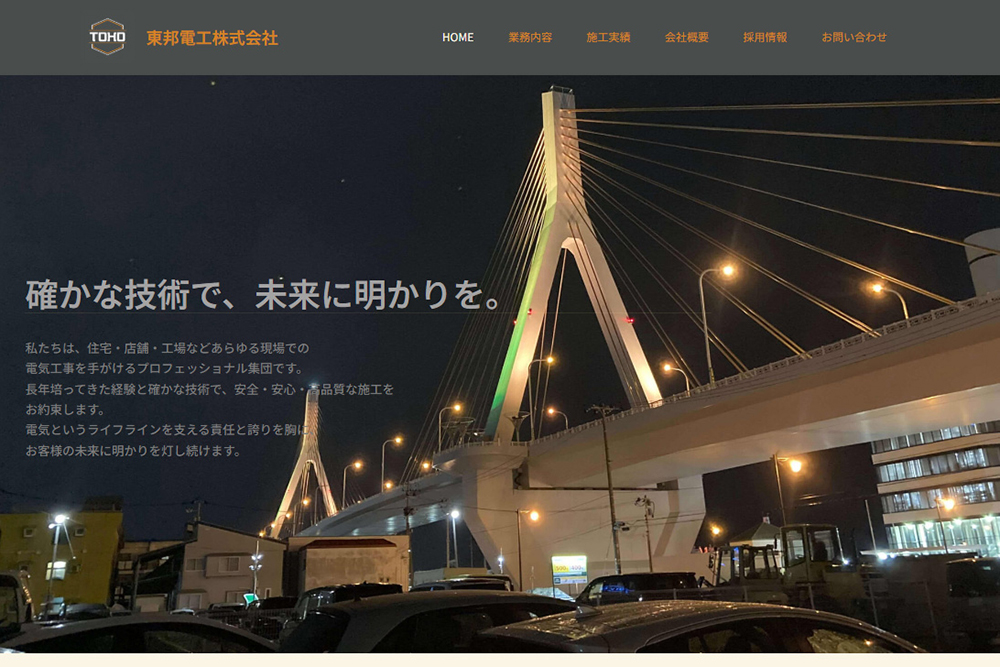 TOHO
東邦電工株式会社
HOME 業務内容 施工実績 会社概要 採用情報 お問い合わせ
確かな技術で、未来に明かりを。
私たちは、住宅・店舗・工場などあらゆる現場での
電気工事を手がけるプロフェッショナル集団です。
長年培ってきた経験と確かな技術で、安全・安心・高品質な施工を
お約束します。
電気というライフラインを支える責任と誇りを胸に
お客様の未来に明かりを灯し続けます。